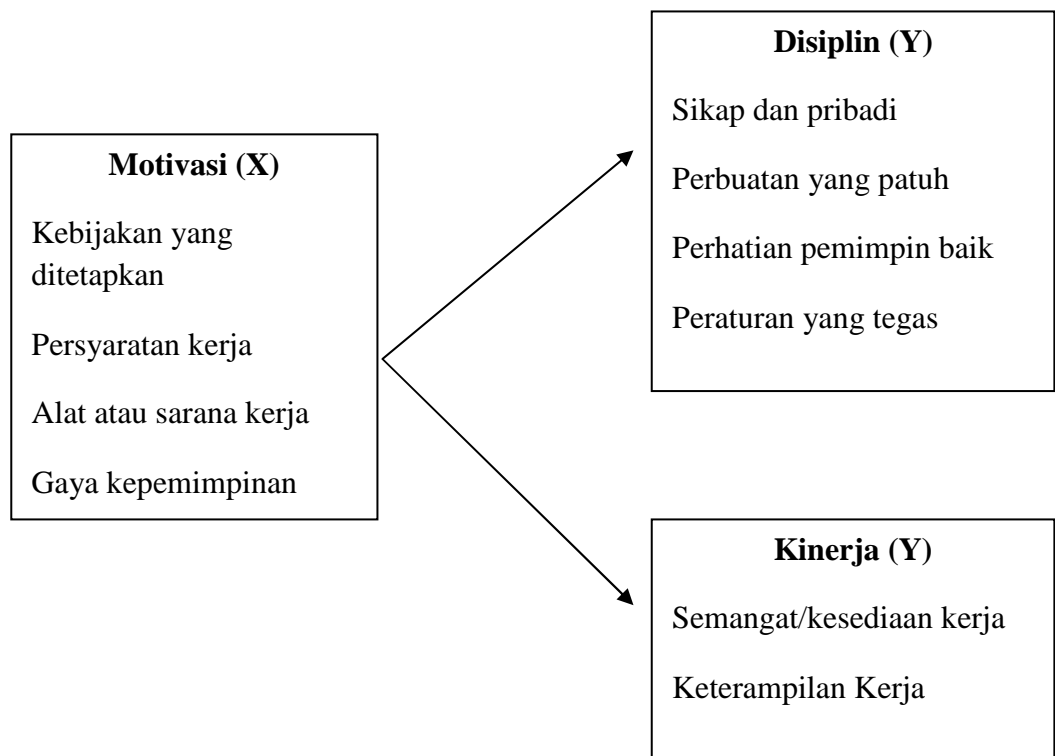 Motivasi (X)
Kebijakan yang
ditetapkan
Persyaratan kerja
Alat atau sarana kerja
Gaya kepemimpinan
Disiplin (Y)
Sikap dan pribadi
Perbuatan yang patuh
Perhatian pemimpin baik
Peraturan yang tegas
Kinerja (Y)
Semangat/kesediaan kerja
Keterampilan Kerja